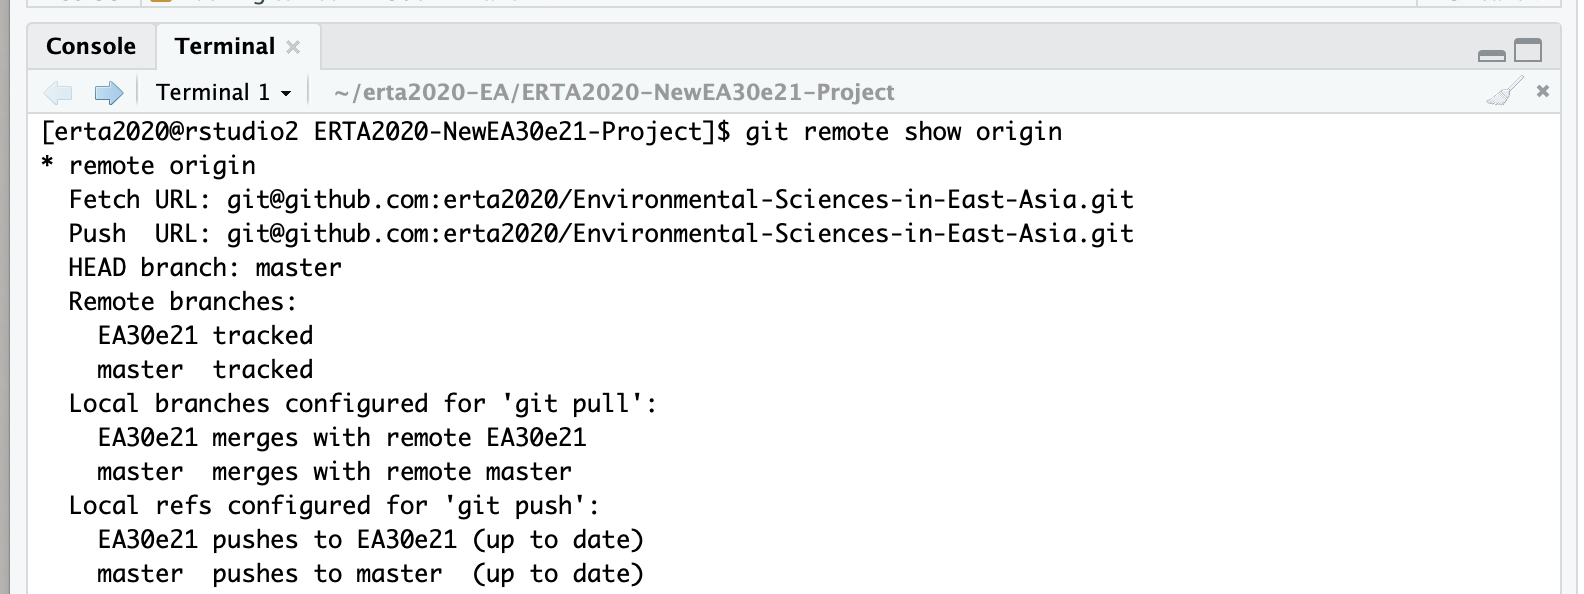 Console Terminal
Terminal 1 ~/erta2020-EA/ERTA2020-NewEA30e21-Project
[erta2020@rstudio2 ERTA2020-NewEA30e21-Project]$ git remote show origin
* remote origin
  Fetch URL: git@github.com:erta2020/Environmental-Sciences-in-East-Asia.git
  Push  URL: git@github.com:erta2020/Environmental-Sciences-in-East-Asia.git
  HEAD branch: master
  Remote branches:
    EA30e21 tracked
    master  tracked
  Local branches configured for 'git pull':
    EA30e21 merges with remote EA30e21
    master  merges with remote master
  Local refs configured for 'git push':
    EA30e21 pushes to EA30e21 (up to date)
    master  pushes to master  (up to date)